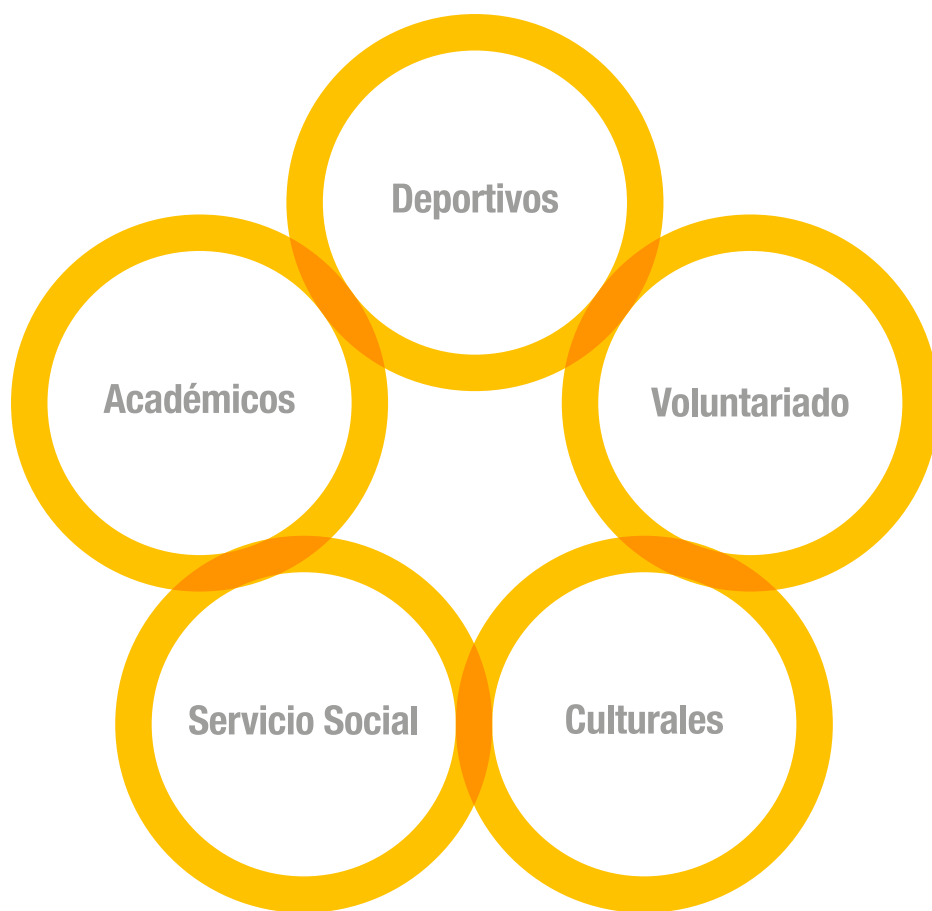 Deportivos
Académicos
Voluntariado
Servicio Social
Culturales